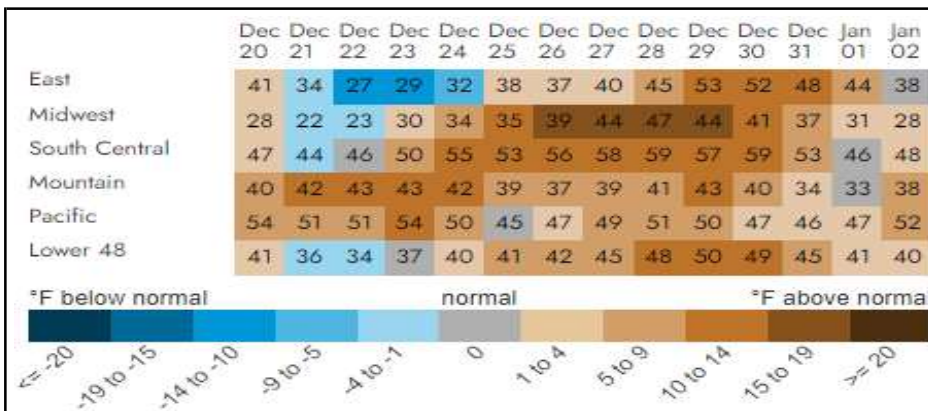 Dec Dec Dec Dec Dec Dec Dec Dec Dec Dec Dec Dec Jan Jan
20 21 22 23 24 25 26 27 28 29 30 31 01 02
East 41 34 27 29 32 38 37 40 45 53 52 48 44 38
Midwest 28 22 23 30 34 35 39 44 47 44 41 37 31 28
South Central 47 44 46 50 55 53 56 58 59 57 59 53 46 48
Mountain 40 42 43 43 42 39 37 39 41 43 40 34 33 38
Pacific 54 51 51 54 50 45 47 49 51 50 47 46 47 52
Lower 48 41 36 34 37 40 41 42 45 48 50 49 45 41 40
°F below normal normal °F above normal
<= -20 -19 to -15 -14 to -10 -9 to -5 -4 to -1 0 1 to 4 5 to 9 10 to 14 15 to 19 >= 20